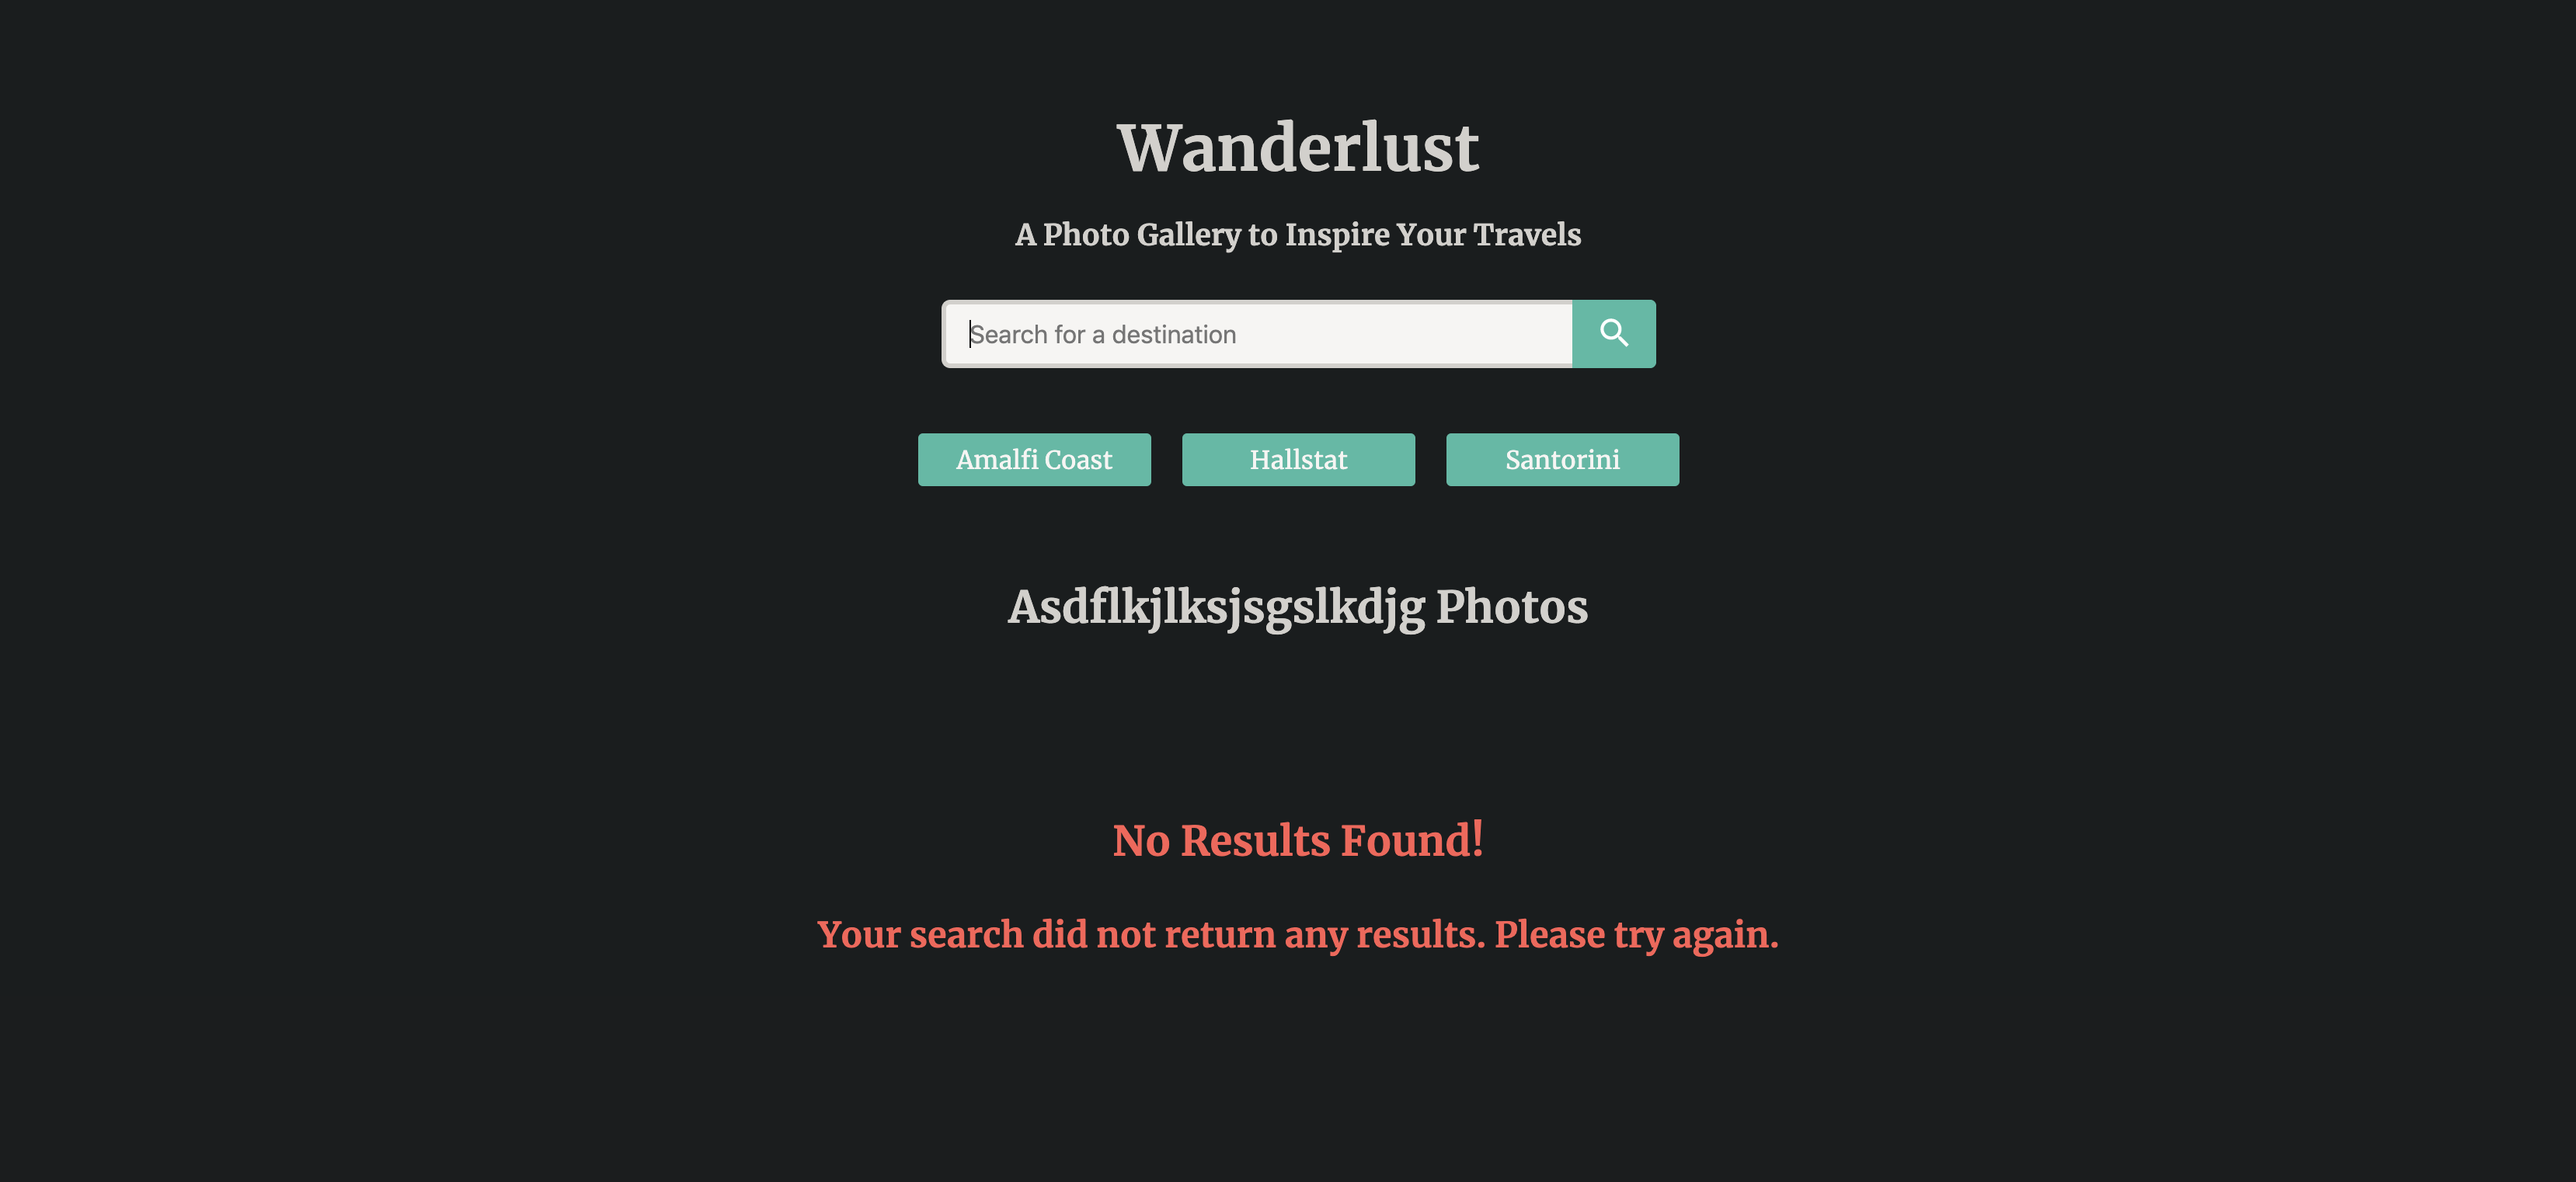 Wanderlust
A Photo Gallery to Inspire Your Travels
Search for a destination
Amalfi Coast Hallstat Santorini
Asdflkjlksjsgslkdjg Photos
No Results Found!
Your search did not return any results. Please try again.